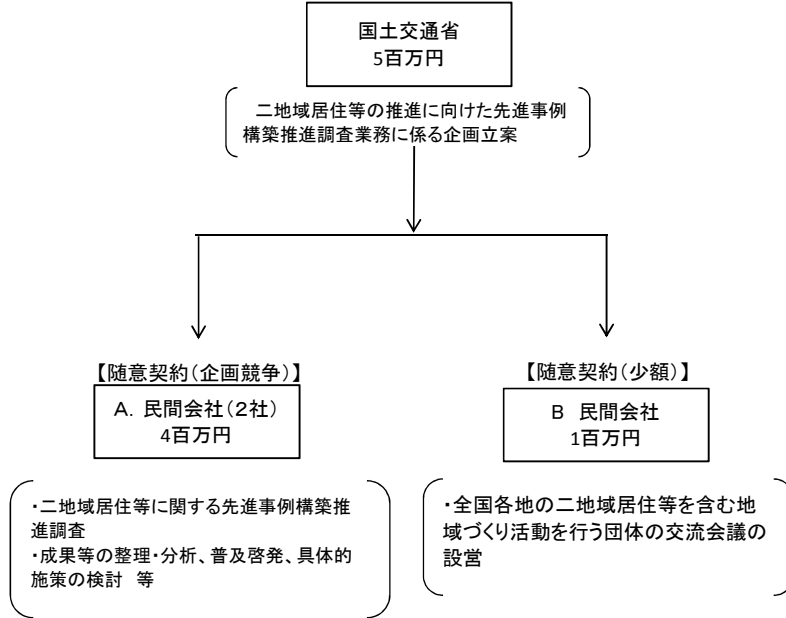 国土交通省
5百万円
二地域居住等の推進に向けた先進事例
構築推進調査業務に係る企画立案
【随意契約(企画競争)】
A. 民間会社(2社)
4百万円
・二地域居住等に関する先進事例構築推
進調査
・成果等の整理・分析、普及啓発、具体的
施策の検討 等
【随意契約(少額)】
B 民間会社
1百万円
・全国各地の二地域居住等を含む地
域づくり活動を行う団体の交流会議の
設営